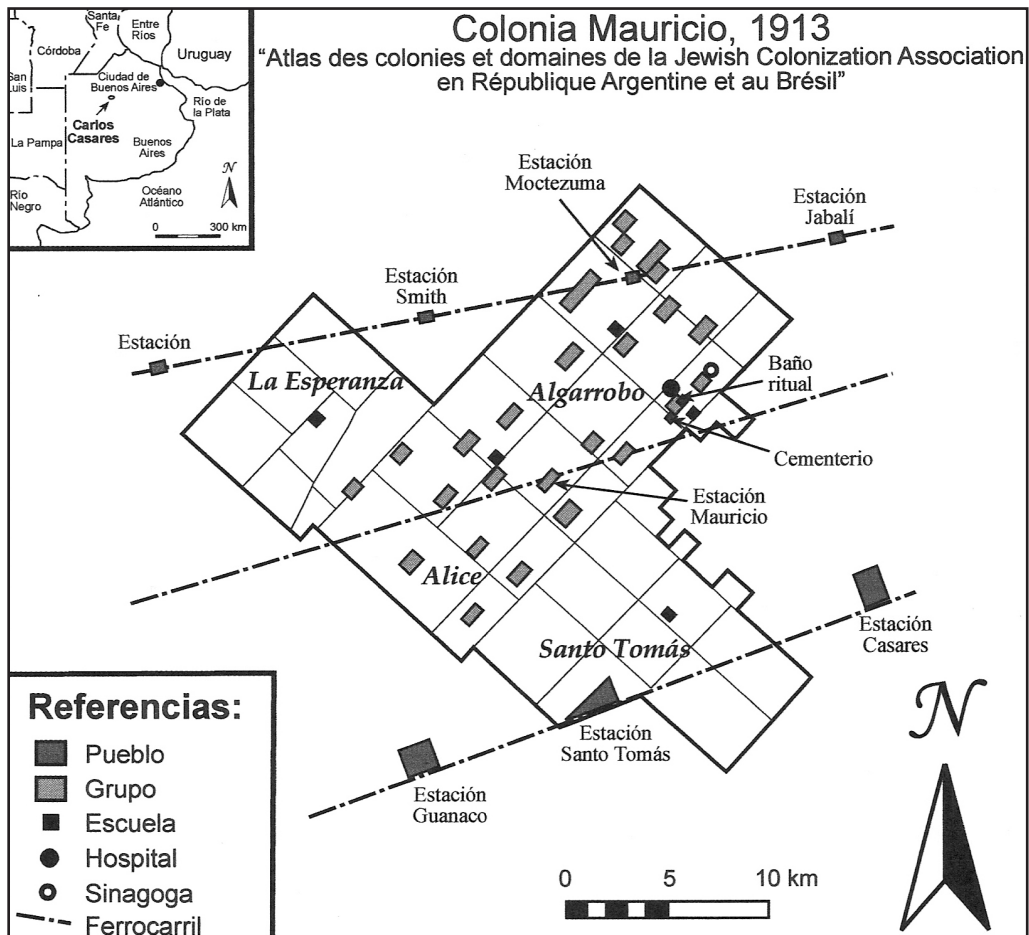 Colonia Mauricio, 1913
“Atlas des colonies et domaines de la Jewish Colonization Association
en République Argentine et au Brésil”
Santa
Fe
Entre
Ríos
Córdoba
Uruguay
San
Luis
Ciudad de
Buenos Aires
Río de
la Plata
Carlos
Casares
La Pampa
Buenos
Aires
N
Río
Negro
Océano
Atlántico
0 300 km
Estación
Moctezuma
Estación
Jabalí
Estación
Smith
Estación
La Esperanza
Algarrobo
Baño
ritual
Cementerio
Estación
Mauricio
Alice
Santo Tomás
Estación
Casares
Estación
Santo Tomás
Estación
Guanaco
N
Referencias:
Pueblo
Grupo
Escuela
Hospital
Sinagoga
Ferrocarril
0 5 10 km